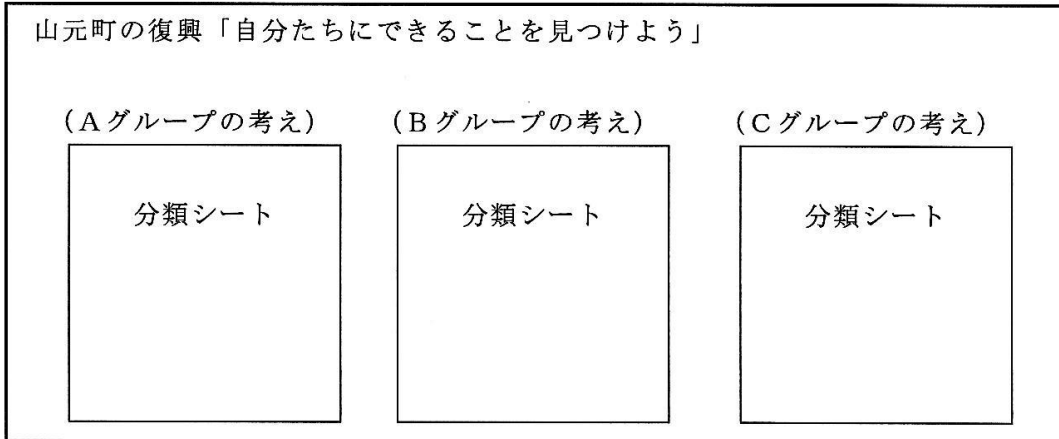 山元町の復興「自分たちにできることを見つけよう」
（Aグループの考え） （Bグループの考え） （Cグループの考え）
分類シート 分類シート 分類シート